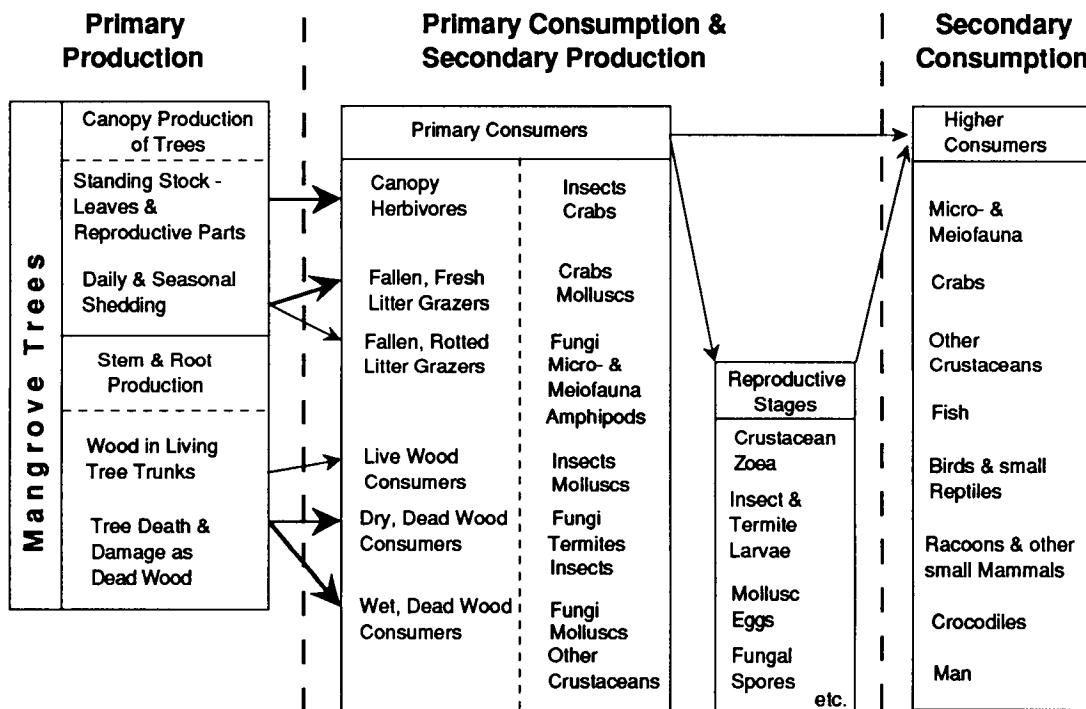 Primary
Production
Primary Consumption &
Secondary Production
Secondary
Consumption
Mangrove Trees
Canopy Production
of Trees
Standing Stock -
Leaves &
Reproductive Parts
Daily & Seasonal
Shedding
Stem & Root
Production
Wood in Living
Tree Trunks
Tree Death &
Damage as
Dead Wood
Primary Consumers
Canopy
Herbivores
Insects
Crabs
Fallen, Fresh
Litter Grazers
Crabs
Molluscs
Fallen, Rotted
Litter Grazers
Fungi
Micro- &
Meiofauna
Amphipods
Live Wood
Consumers
Insects
Molluscs
Dry, Dead Wood
Consumers
Fungi
Termites
Insects
Wet, Dead Wood
Consumers
Fungi
Molluscs
Other
Crustaceans
Reproductive
Stages
Crustacean
Zoea
Insect &
Termite
Larvae
Mollusc
Eggs
Fungal
Spores
etc.
Higher
Consumers
Micro- &
Meiofauna
Crabs
Other
Crustaceans
Fish
Birds & small
Reptiles
Racoons & other
small Mammals
Crocodiles
Man